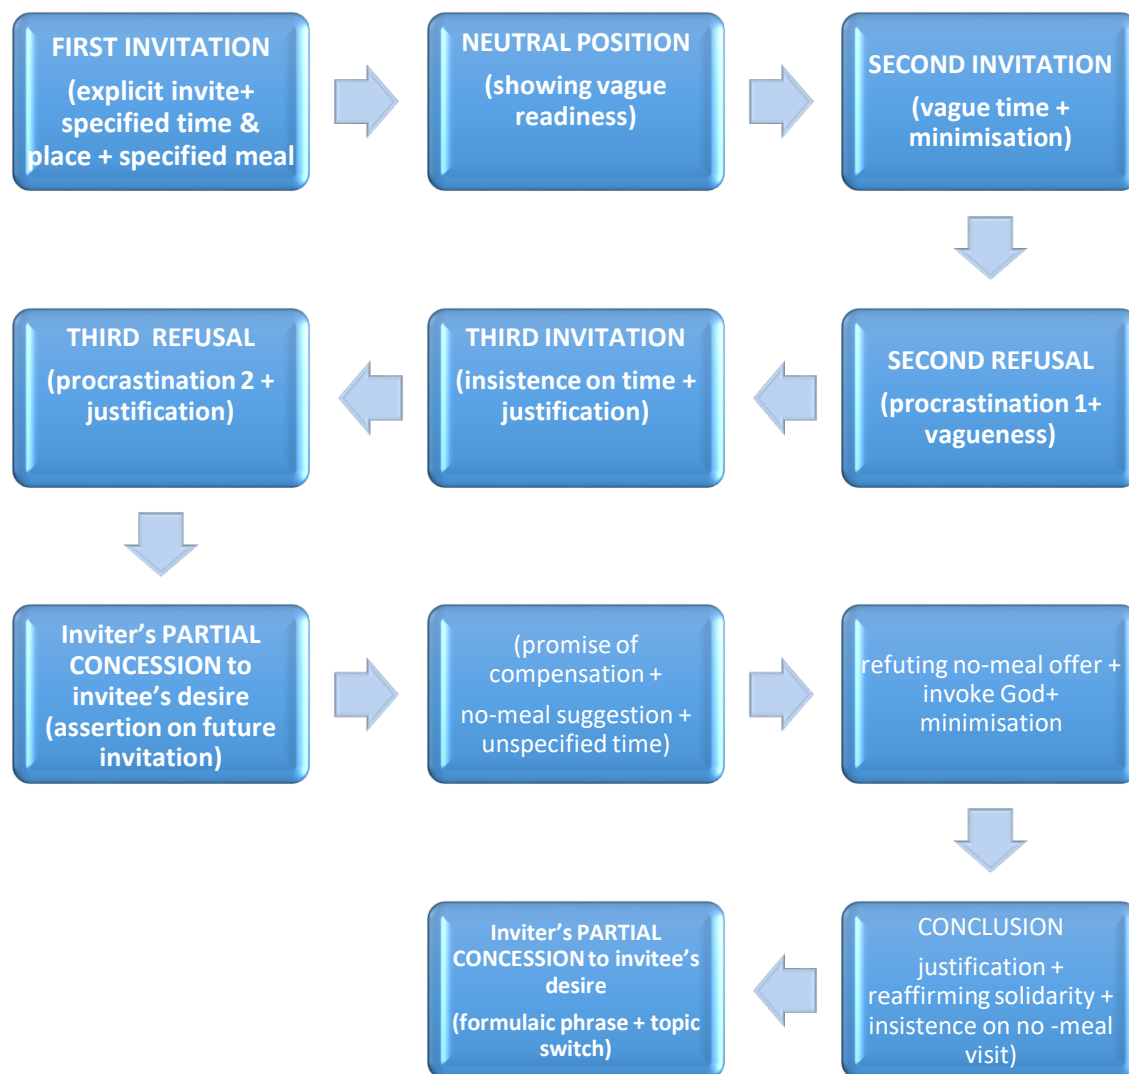 FIRST INVITATION
(explicit invite+
specified time &
place + specified meal
NEUTRAL POSITION
(showing vague
readiness)
SECOND INVITATION
(vague time +
minimisation)
SECOND REFUSAL
(procrastination 1+
vagueness)
THIRD INVITATION
(insistence on time +
justification)
THIRD REFUSAL
(procrastination 2 +
justification)
Inviter’s PARTIAL
CONCESSION to
invitee’s desire
(assertion on future
invitation)
(promise of
compensation +
no-meal suggestion +
unspecified time)
refuting no-meal offer +
invoke God+
minimisation
CONCLUSION
justification +
reaffirming solidarity +
insistence on no -meal
visit)
Inviter’s PARTIAL
CONCESSION to invitee’s
desire
(formulaic phrase + topic
switch)